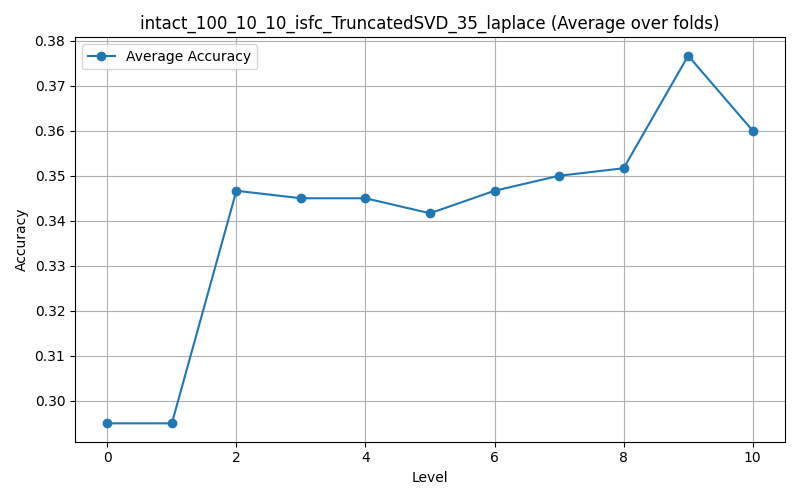 intact_100_10_10_isfc_TruncatedSVD_35_laplace (Average over folds)
Average Accuracy
0.38
0.37
0.36
0.35
0.34
0.33
0.32
0.31
0.30
Accuracy
0 2 4 6 8 10
Level